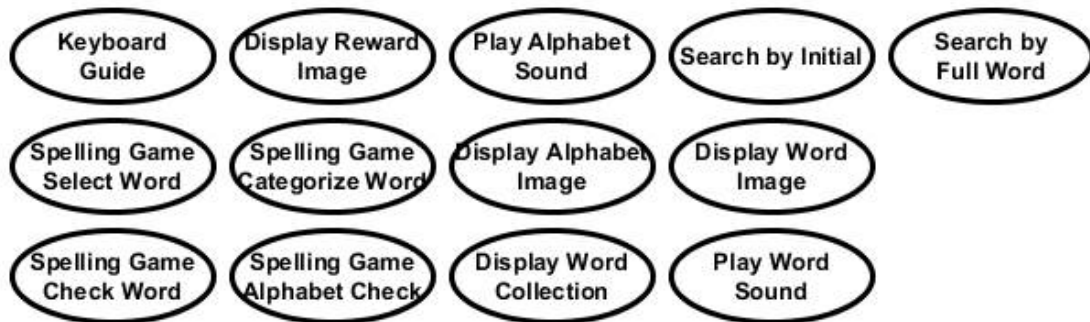 Keyboard
Guide
Display Reward
Image
Play Alphabet
Sound
Search by Initial
Search by
Full Word
Spelling Game
Select Word
Spelling Game
Categorize Word
Display Alphabet
Image
Display Word
Image
Spelling Game
Check Word
Spelling Game
Alphabet Check
Display Word
Collection
Play Word
Sound